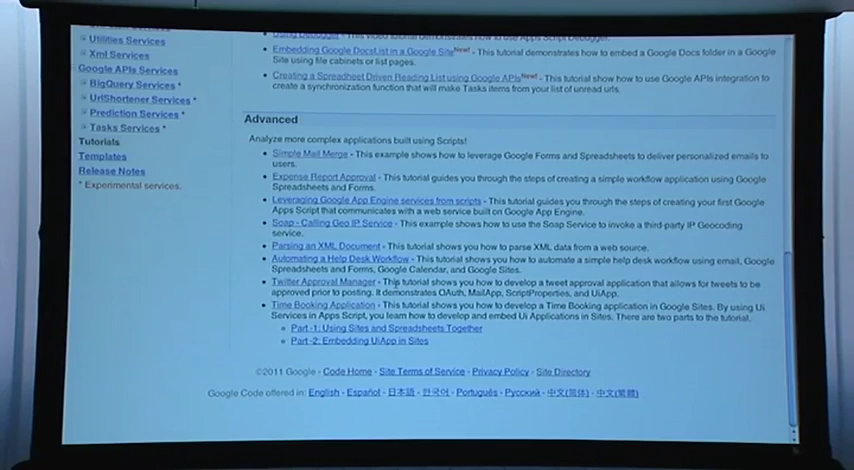 Utilities Services
Xml Services
Google APIs Services
BigQuery Services *
UrlShortener Services *
Prediction Services *
Tasks Services *
Tutorials
Templates
Release Notes
* Experimental services.
Using Debugger - This video tutorial demonstrates how to use Apps Script Debugger.
Embedding Google DocsList in a Google Site New! - This tutorial demonstrates how to embed a Google Docs folder in a Google
Site using file cabinets or list pages.
Creating a Spreadsheet Driven Reading List using Google APIs New! - This tutorial show how to use Google APIs integration to
create a synchronization function that will make Tasks items from your list of unread urls.
Advanced
Analyze more complex applications built using Scripts!
Simple Mail Merge - This example shows how to leverage Google Forms and Spreadsheets to deliver personalized emails to
users.
Expense Report Approval - This tutorial guides you through the steps of creating a simple workflow application using Google
Spreadsheets and Forms.
Leveraging Google App Engine services from scripts - This tutorial guides you through the steps of creating your first Google
Apps Script that communicates with a web service built on Google App Engine.
Soap - Calling Geo IP Service - This example shows how to use the Soap Service to invoke a third party IP Geocoding
service.
Parsing an XML Document - This tutorial shows you how to parse XML data from a web source.
Automating a Help Desk Workflow - This tutorial shows you how to automate a simple help desk workflow using email, Google
Spreadsheets and Forms, Google Calendar, and Google Sites.
Twitter Approval Manager - This tutorial shows you how to develop a tweet approval application that allows for tweets to be
approved prior to posting. It demonstrates OAuth, MailApp, ScriptProperties, and UiApp.
Time Booking Application - This tutorial shows you how to develop a Time Booking application in Google Sites. By using Ui
Services in Apps Script, you learn how to develop and embed Ui Applications in Sites. There are two parts to the tutorial.
Part -1: Using Sites and Spreadsheets Together
Part -2: Embedding UiApp in Sites
©2011 Google - Code Home - Site Terms of Service - Privacy Policy - Site Directory
Google Code offered in: English - Español - 日本語 - 한국어 - Português - Pусский - 中文(简体) - 中文(繁體)